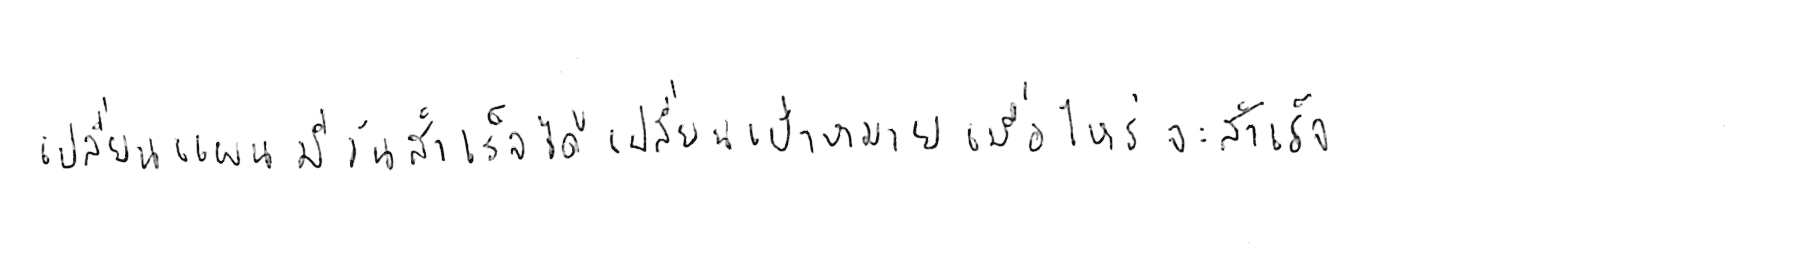 เปลี่ยนแผน มีวันสำเร็จได้ เปลี่ยนเป้าหมาย เมื่อไหร่ จะสำเร็จ